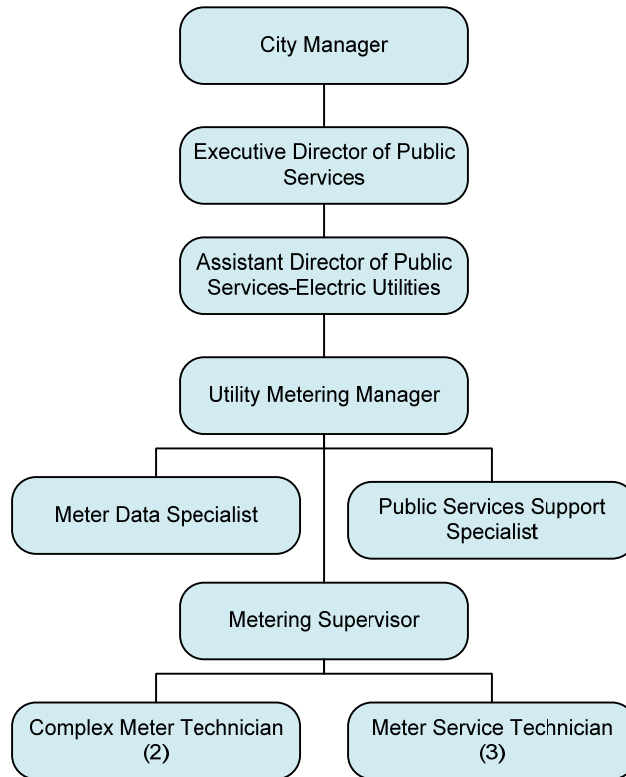 City Manager
Executive Director of Public
Services
Assistant Director of Public
Services-Electric Utilities
Utility Metering Manager
Meter Data Specialist
Public Services Support
Specialist
Metering Supervisor
Complex Meter Technician
(2)
Meter Service Technician
(3)